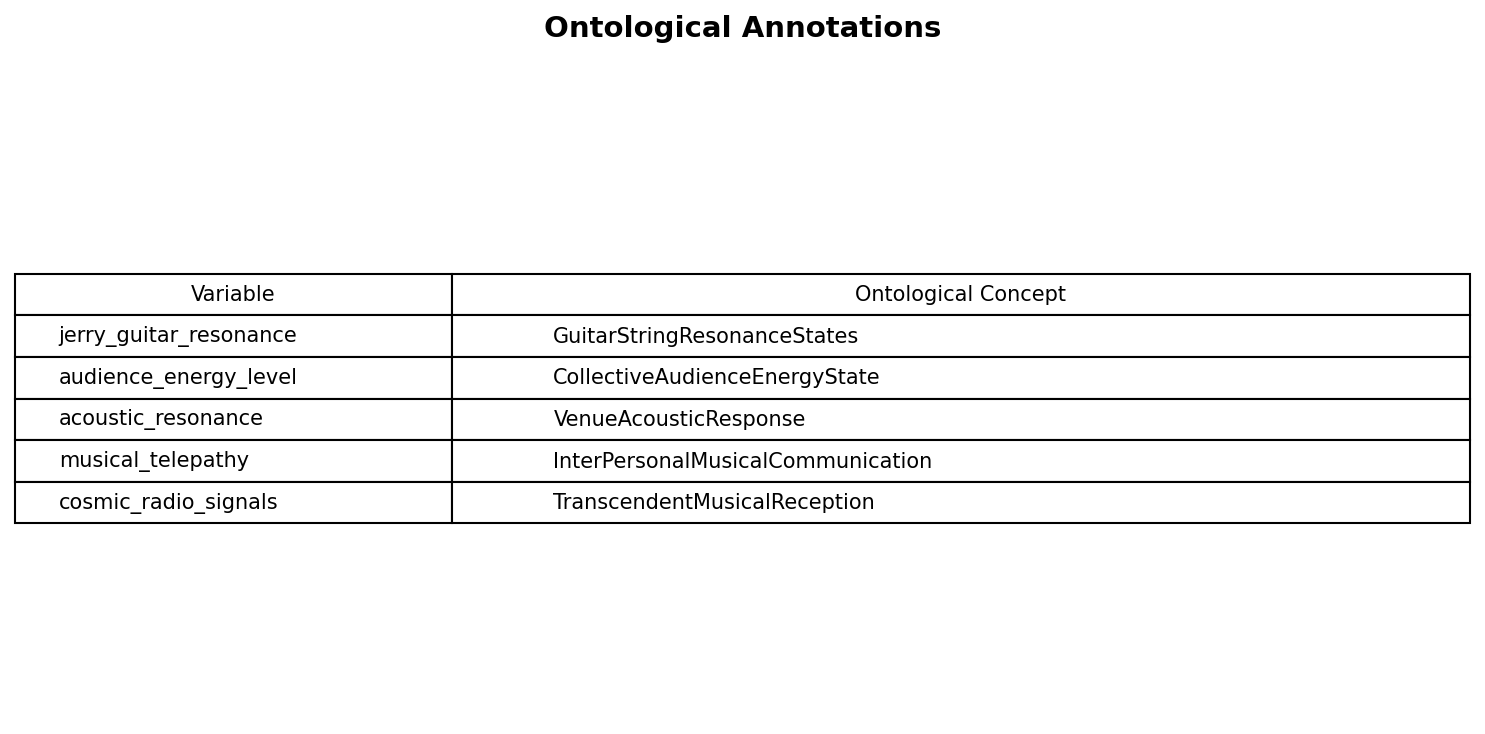 Ontological Annotations
Variable Ontological Concept
jerry_guitar_resonance GuitarStringResonanceStates
audience_energy_level CollectiveAudienceEnergyState
acoustic_resonance VenueAcousticResponse
musical_telepathy InterPersonalMusicalCommunication
cosmic_radio_signals TranscendentMusicalReception